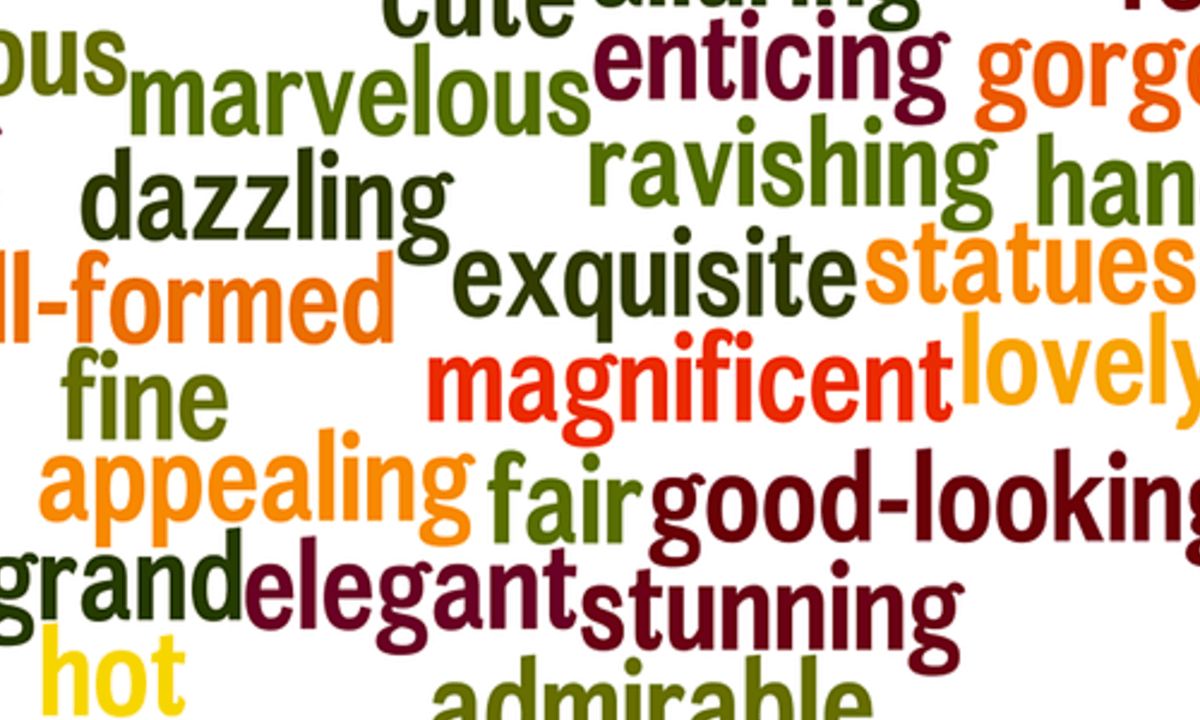 cute alluring
ous marvelous enticing gorge
dazzling ravishing han
ll-formed exquisite statues
fine magnificent lovely
appealing fair good-looking
grand elegant stunning
hot admirable